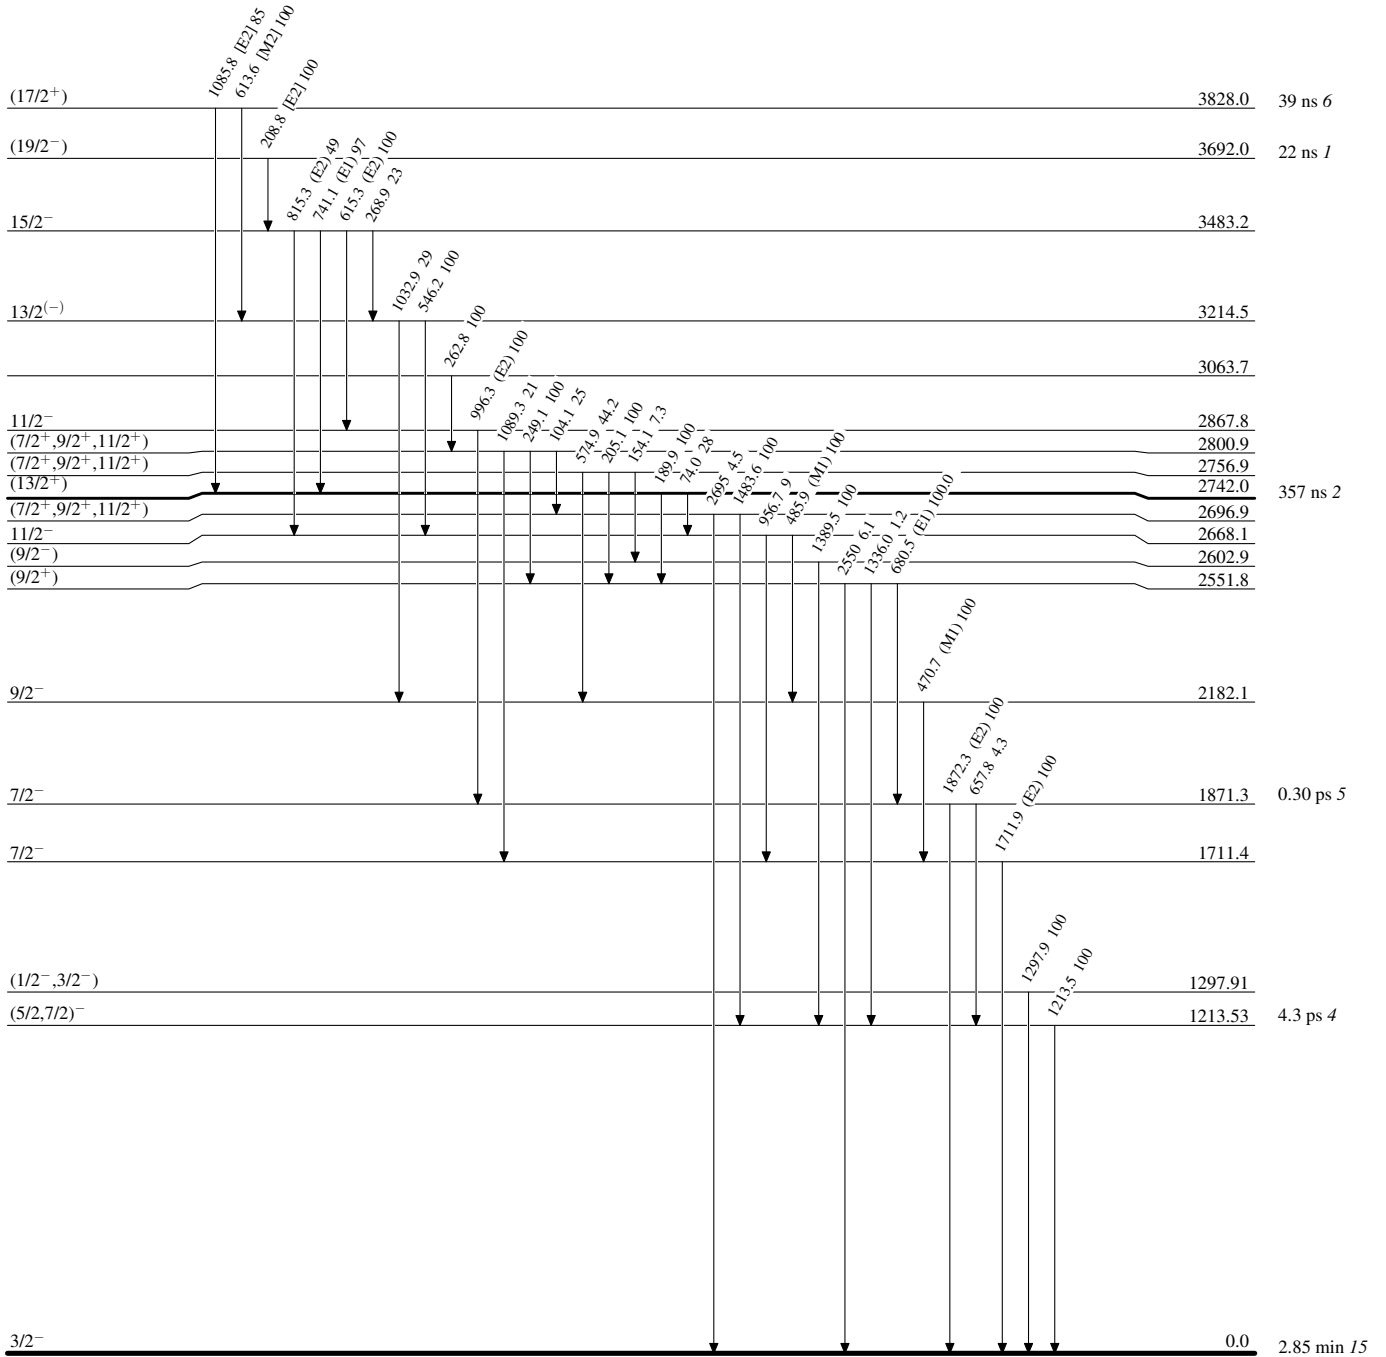 1085.8 [E2] 85
613.6 [M2] 100
(17/2⁺) 3828.0 39 ns 6
208.8 [E2] 100
(19/2⁻) 3692.0 22 ns 1
815.3 (E2) 49
741.1 (E1) 97
615.3 (E2) 100
268.9 23
15/2⁻ 3483.2
1032.9 29
546.2 100
13/2⁽⁻⁾ 3214.5
262.8 100
3063.7
996.3 (E2) 100
11/2⁻ 2867.8
1089.3 21
249.1 100
104.1 25
(7/2⁺,9/2⁺,11/2⁺) 2800.9
574.9 44.2
205.1 100
154.1 7.3
(7/2⁺,9/2⁺,11/2⁺) 2756.9
189.9 100
74.0 28
(13/2⁺) 2742.0 357 ns 2
2695 4.5
1483.6 100
(7/2⁺,9/2⁺,11/2⁺) 2696.9
956.7 9
485.9 (M1) 100
11/2⁻ 2668.1
1389.5 100
(9/2⁻) 2602.9
2550 6.1
1336.0 1.2
680.5 (E1) 100.0
(9/2⁺) 2551.8
470.7 (M1) 100
9/2⁻ 2182.1
1872.3 (E2) 100
657.8 4.3
7/2⁻ 1871.3 0.30 ps 5
1711.9 (E2) 100
7/2⁻ 1711.4
1297.9 100
(1/2⁻,3/2⁻) 1297.91
1213.5 100
(5/2,7/2)⁻ 1213.53 4.3 ps 4
3/2⁻ 0.0 2.85 min 15